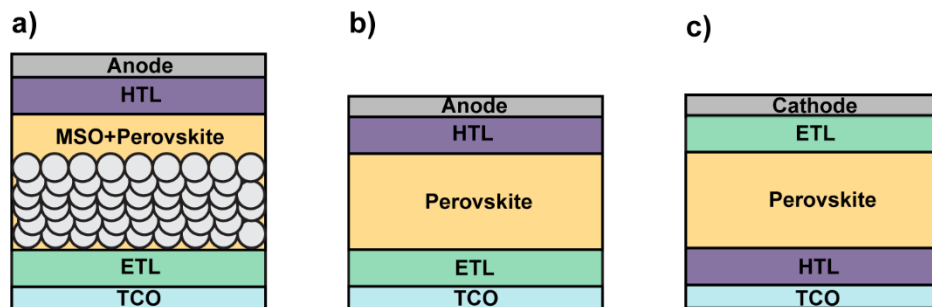 a)
Anode
HTL
MSO+Perovskite
ETL
TCO
b)
Anode
HTL
Perovskite
ETL
TCO
c)
Cathode
ETL
Perovskite
HTL
TCO